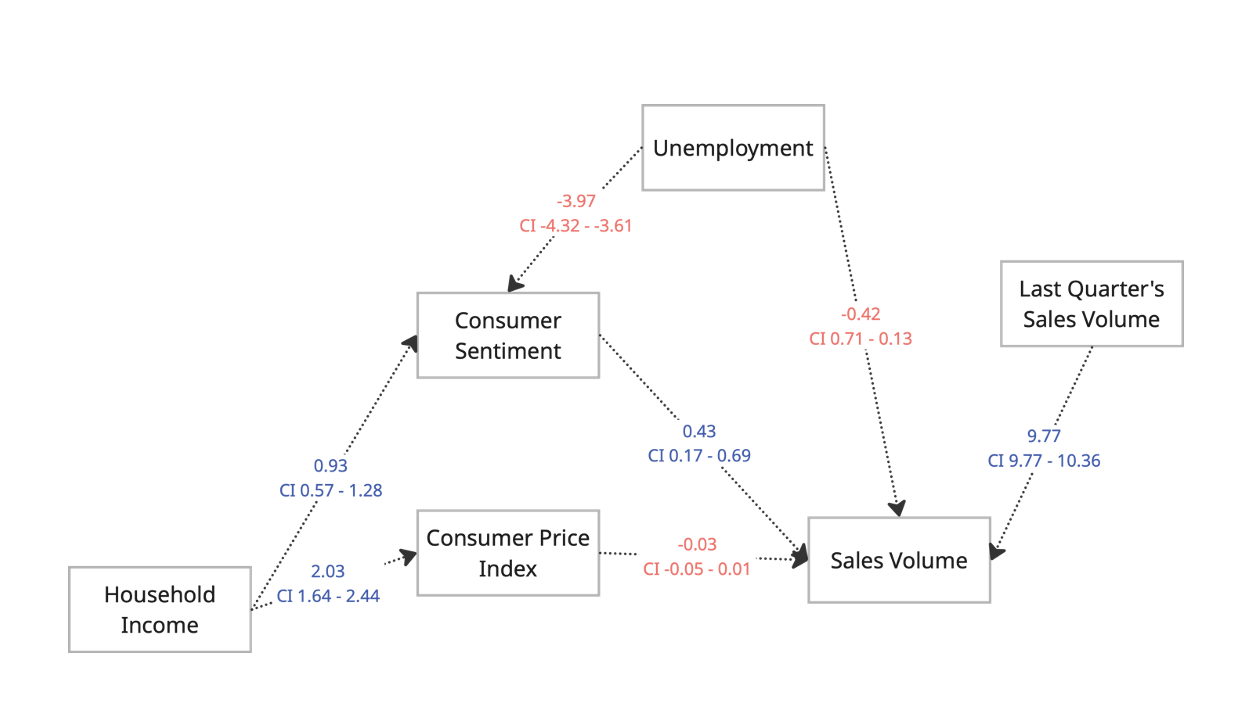 Unemployment
-3.97
CI -4.32 - -3.61
Last Quarter's
Sales Volume
Consumer
Sentiment
-0.42
CI 0.71 - 0.13
0.43
CI 0.17 - 0.69
9.77
CI 9.77 - 10.36
0.93
CI 0.57 - 1.28
Consumer Price
Index
-0.03
CI -0.05 - 0.01
Sales Volume
2.03
CI 1.64 - 2.44
Household
Income